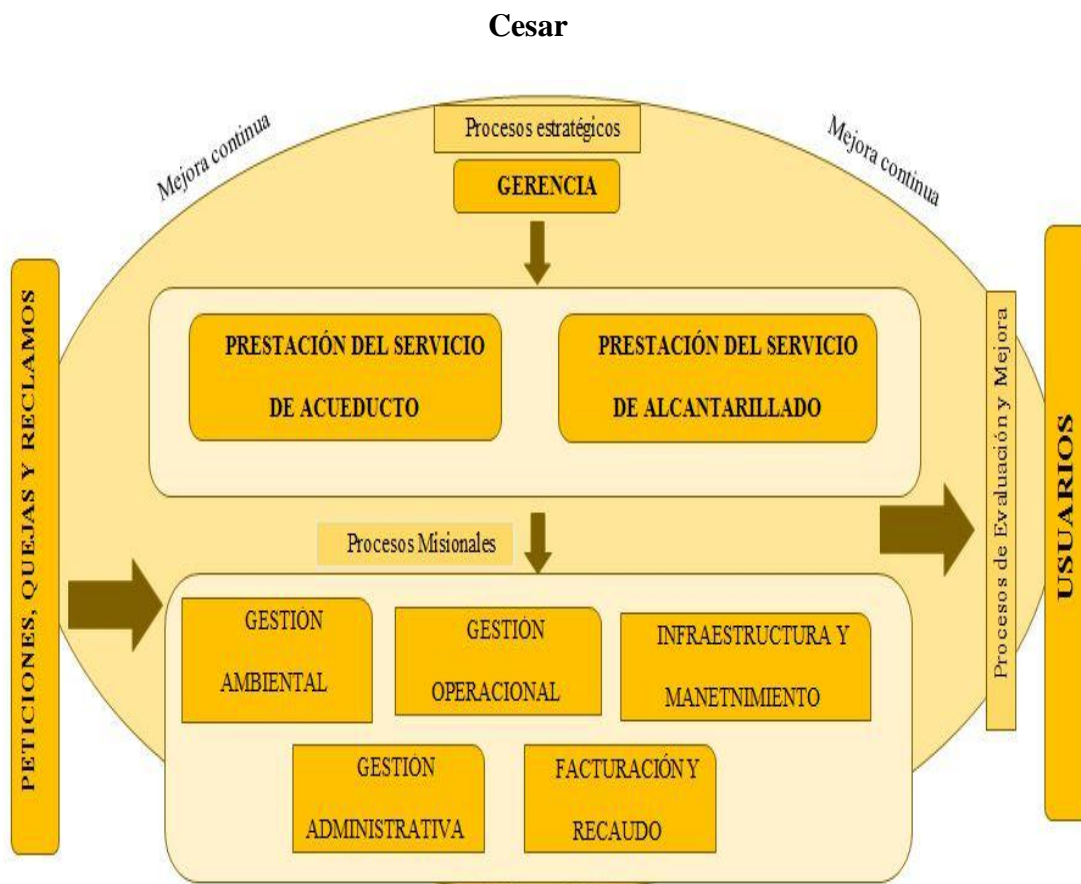 Cesar
Mejora continua
Procesos estratégicos
Mejora continua
GERENCIA
PETICIONES, QUEJAS Y RECLAMOS
PRESTACIÓN DEL SERVICIO
DE ACUEDUCTO
PRESTACIÓN DEL SERVICIO
DE ALCANTARILLADO
Procesos Misionales
GESTIÓN
AMBIENTAL
GESTIÓN
OPERACIONAL
INFRAESTRUCTURA Y
MANETNIMIENTO
GESTIÓN
ADMINISTRATIVA
FACTURACIÓN Y
RECAUDO
Procesos de Evaluación y Mejora
USUARIOS